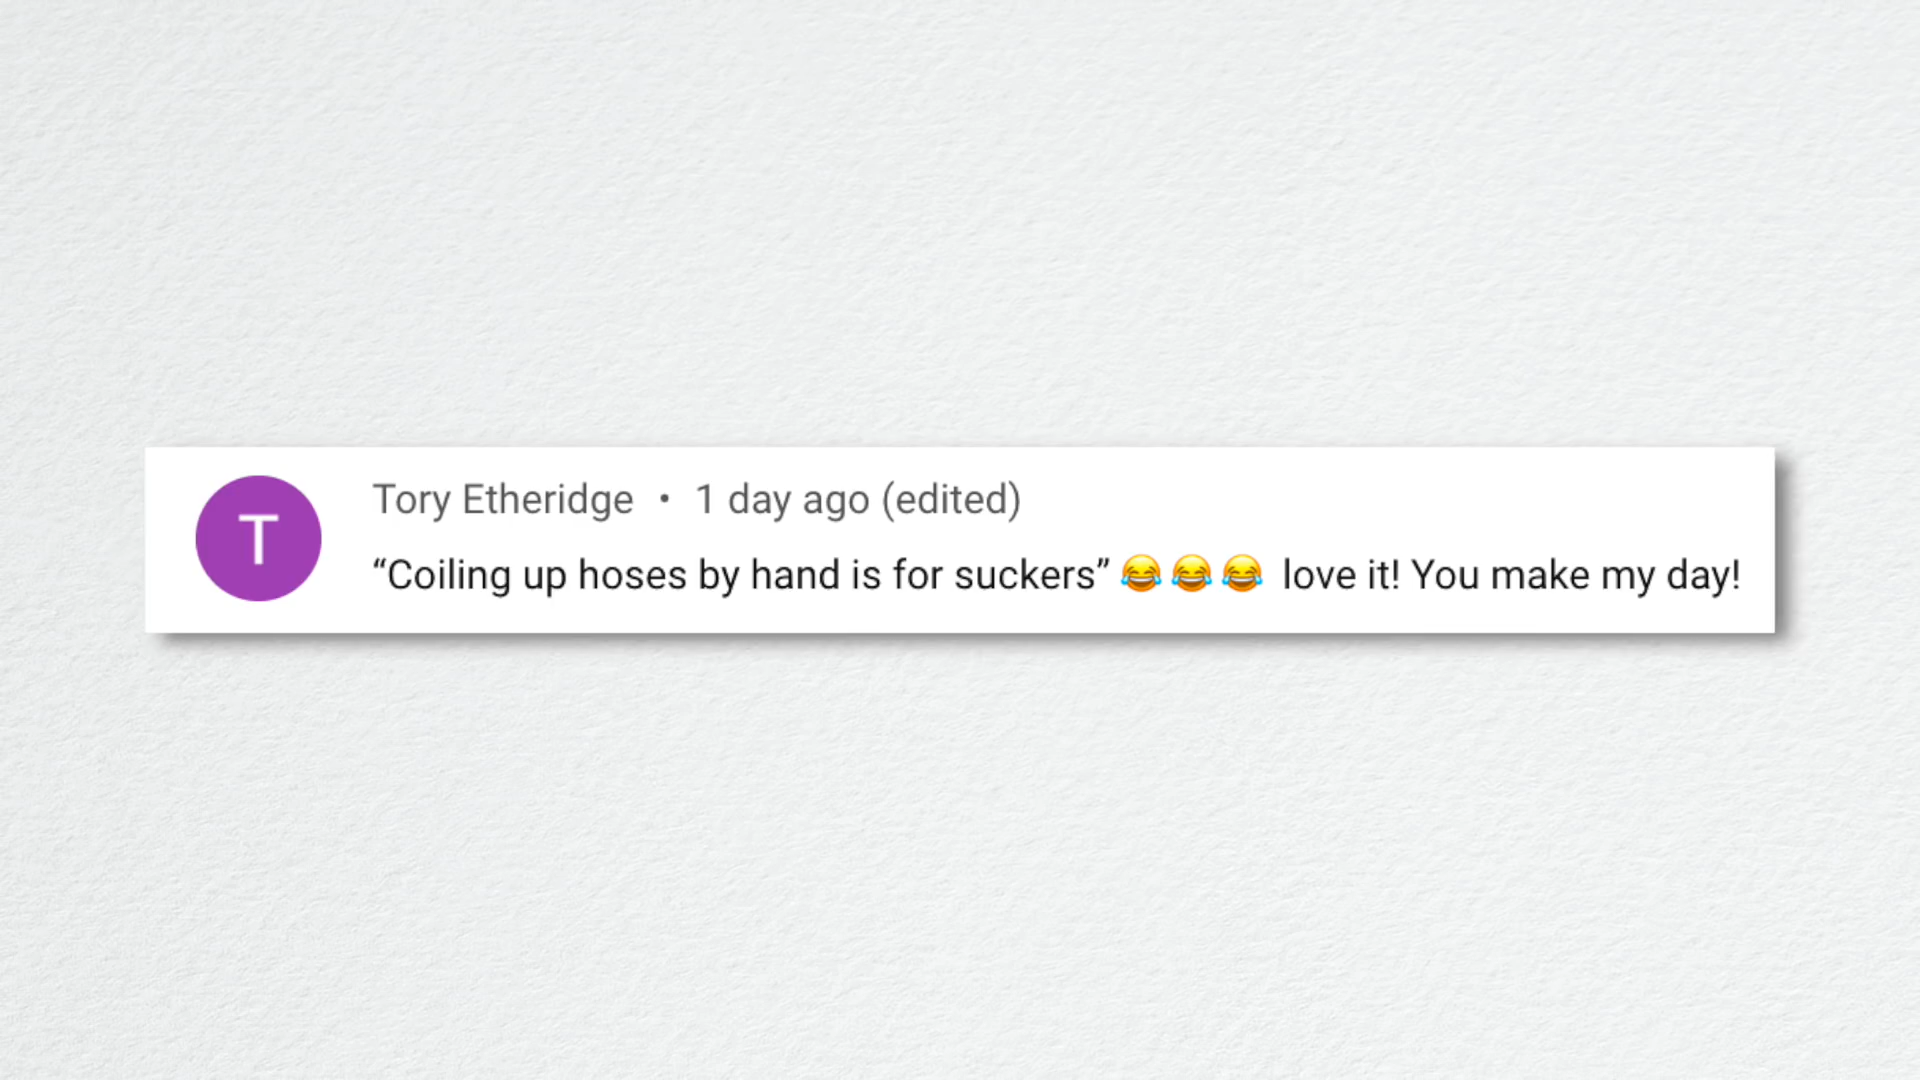 T
Tory Etheridge • 1 day ago (edited)
“Coiling up hoses by hand is for suckers” 😂😂😂 love it! You make my day!